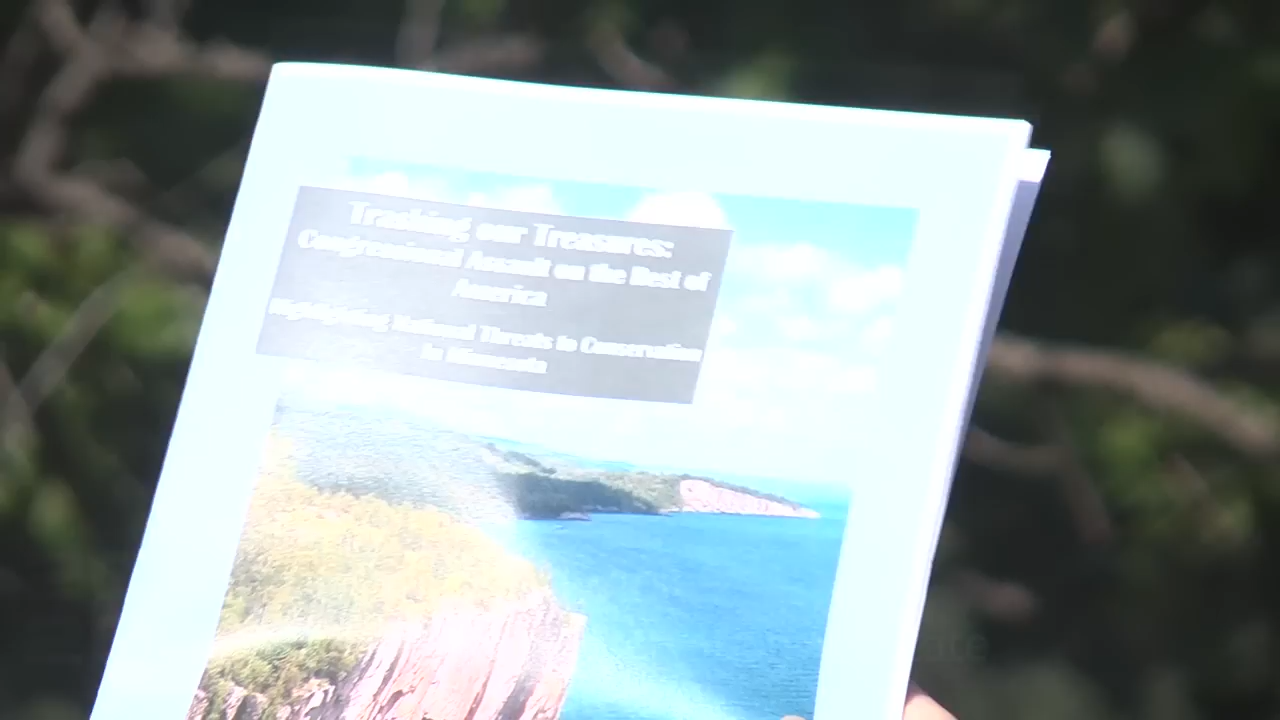 Trashing our Treasures:
Congressional Assault on the Best of
America
Highlighting National Threats to Conservation
in Minnesota